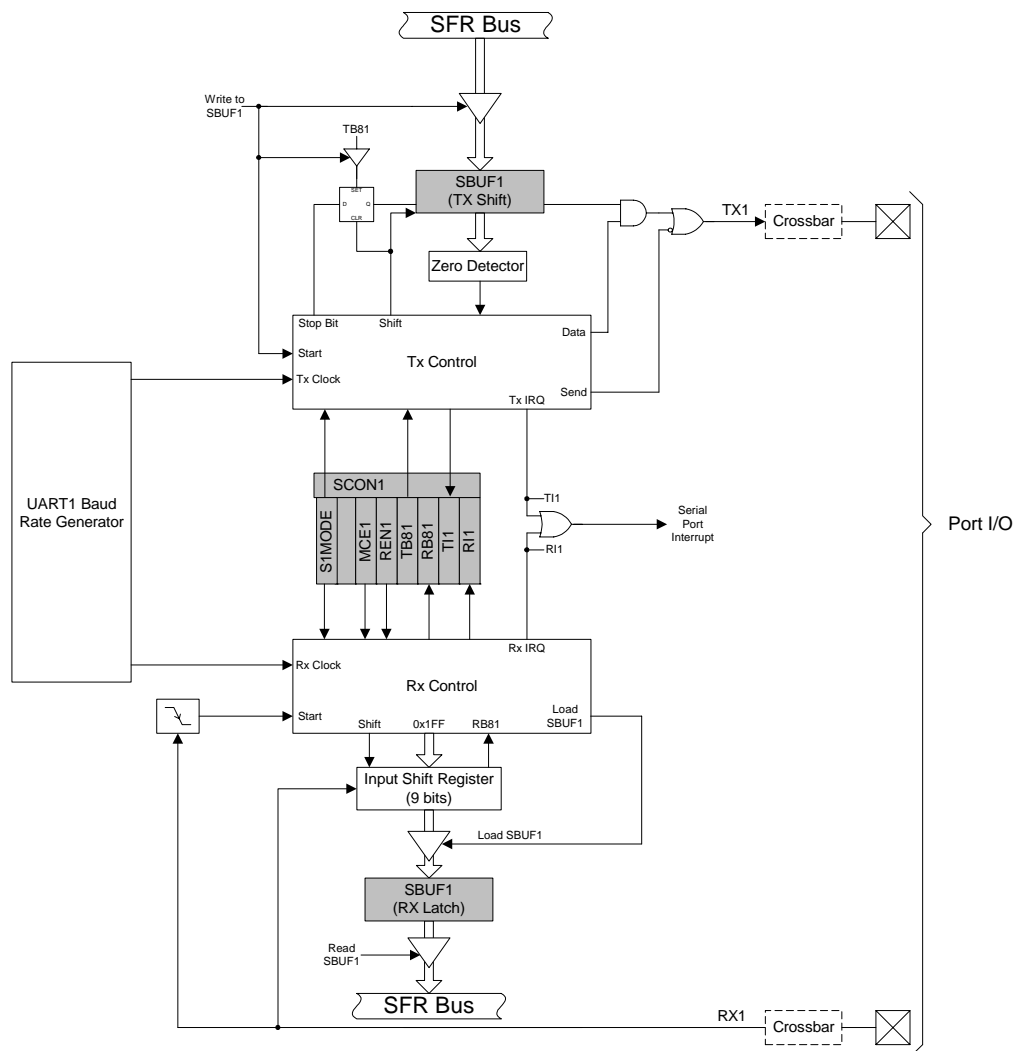 SFR Bus
Write to
SBUF1
TB81
SET
D
Q
CLR
SBUF1
(TX Shift)
TX1
Crossbar
Zero Detector
Stop Bit
Shift
Data
Start
Tx Control
Tx Clock
Send
Tx IRQ
UART1 Baud
Rate Generator
SCON1
S1MODE
MCE1
REN1
TB81
RB81
TI1
RI1
TI1
Serial
Port
Interrupt
RI1
Port I/O
Rx IRQ
Rx Clock
Rx Control
Start
Load
SBUF1
Shift
0x1FF
RB81
Input Shift Register
(9 bits)
Load SBUF1
SBUF1
(RX Latch)
Read
SBUF1
SFR Bus
RX1
Crossbar